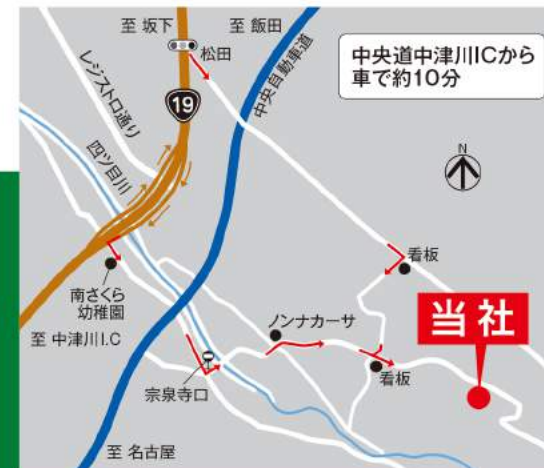 至 坂下
至 飯田
松田
中央道中津川ICから
車で約10分
レジストロ通り
19
中央自動車道
四ツ目川
N
看板
南さくら
幼稚園
ノンナカーサ
当社
至 中津川I.C
看板
宗泉寺口
至 名古屋